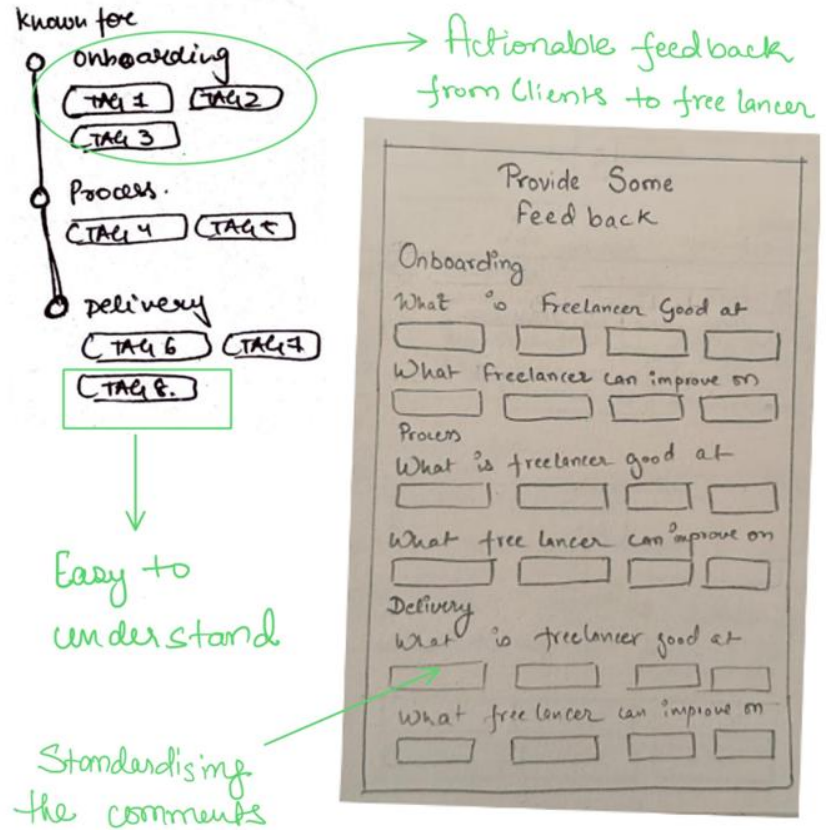 Known for
Onboarding
TAG 1
TAG 2
TAG 3
Process.
TAG 4
TAG 5
Delivery
TAG 6
TAG 7
TAG 8.
Actionable feedback
from Clients to free lancer
Easy to
understand
Standardising
the comments
Provide Some
Feed back
Onboarding
What is Freelancer Good at
What Freelancer can improve on
Process
What is freelancer good at
What free lancer can improve on
Delivery
What is freelancer good at
What free lancer can improve on